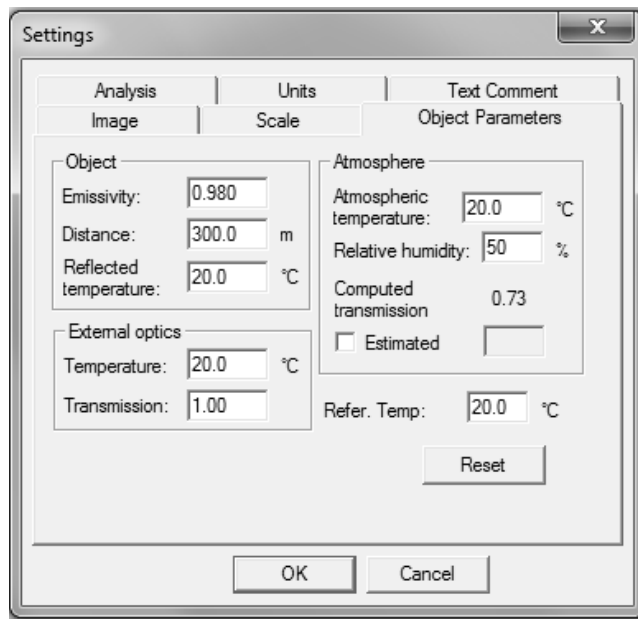 Settings
x
Analysis
Units
Text Comment
Image
Scale
Object Parameters
Object
Emissivity:
0.980
Distance:
300.0
m
Reflected
temperature:
20.0
°C
External optics
Temperature:
20.0
°C
Transmission:
1.00
Atmosphere
Atmospheric
temperature:
20.0
°C
Relative humidity:
50
%
Computed
transmission
0.73
Estimated
Refer. Temp:
20.0
°C
Reset
OK
Cancel